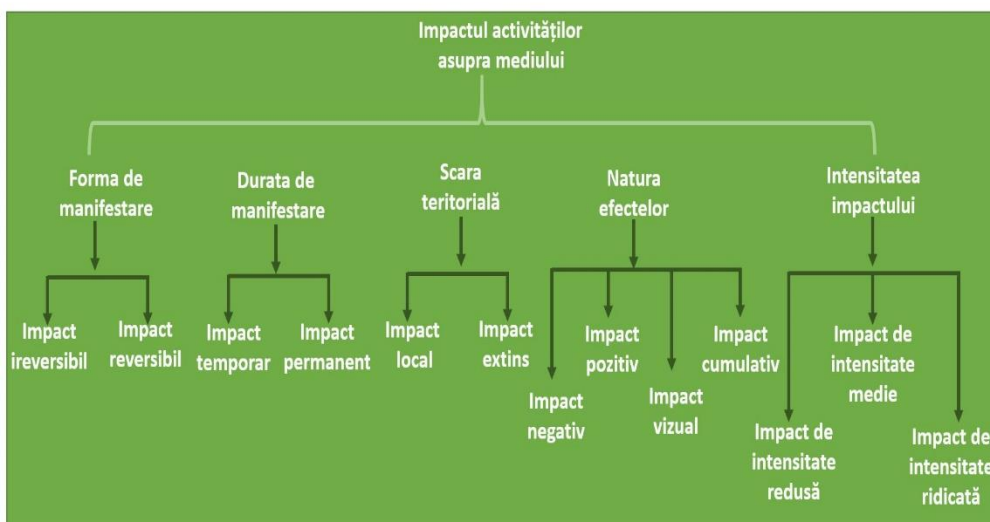 Impactul activităților
asupra mediului
Forma de
manifestare
Durata de
manifestare
Scara
teritorială
Natura
efectelor
Intensitatea
impactului
Impact
ireversibil
Impact
reversibil
Impact
temporar
Impact
permanent
Impact
local
Impact
extins
Impact
negativ
Impact
pozitiv
Impact
vizual
Impact
cumulativ
Impact de
intensitate
redusă
Impact de
intensitate
medie
Impact de
intensitate
ridicată